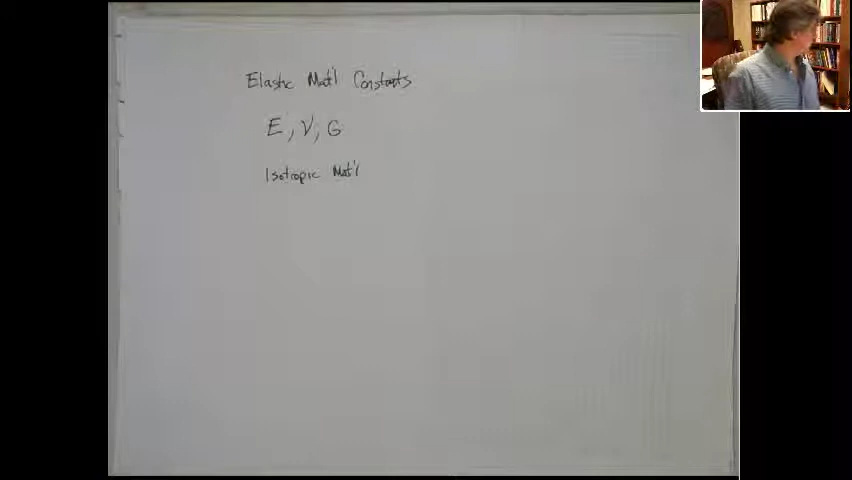 Elastic Mat'l Constants
E, ν, G
Isotropic Mat'l